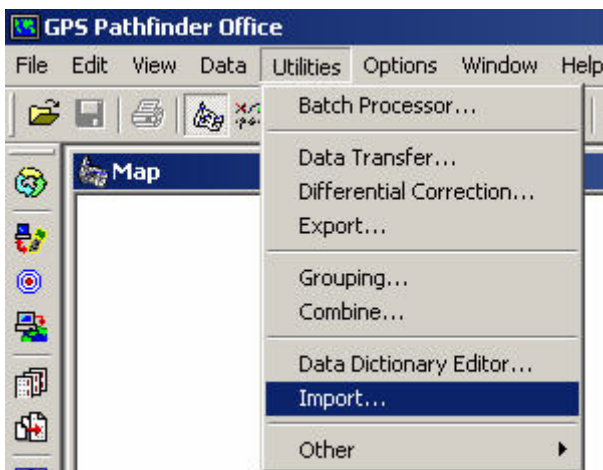 GPS Pathfinder Office
File Edit View Data Utilities Options Window Help
Batch Processor...
Map
Data Transfer...
Differential Correction...
Export...
Grouping...
Combine...
Data Dictionary Editor...
Import...
Other